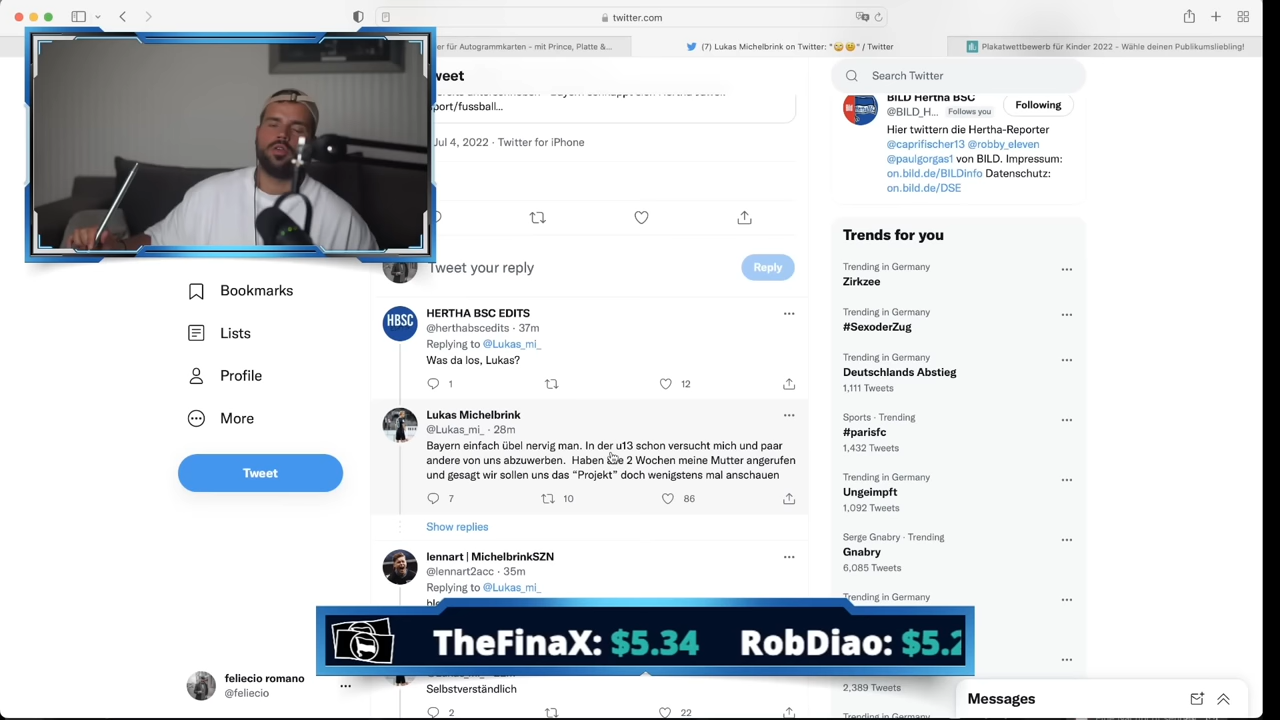 twitter.com
er für Autogrammkarten - mit Prince, Platte &...
(7) Lukas Michelbrink on Twitter: "😅😊" / Twitter
Plakatwettbewerb für Kinder 2022 - Wähle deinen Publikumsliebling!
weet
port/fussball...
Jul 4, 2022 · Twitter for iPhone
Tweet your reply
Reply
HERTHA BSC EDITS
@herthabscedits · 37m
Replying to @Lukas_mi_
Was da los, Lukas?
1
12
Lukas Michelbrink
@Lukas_mi_ · 28m
Bayern einfach übel nervig man. In der u13 schon versucht mich und paar
andere von uns abzuwerben. Haben 2 Wochen meine Mutter angerufen
und gesagt wir sollen uns das "Projekt" doch wenigstens mal anschauen
7
10
86
Show replies
lennart | MichelbrinkSZN
@lennart2acc · 35m
Replying to @Lukas_mi_
Selbstverständlich
2
22
Bookmarks
Lists
Profile
More
Tweet
feliecio romano
@feliecio
HBSC
TheFinaX: $5.34 RobDiao: $5.2
Search Twitter
BILD Hertha BSC
@BILD_H... Follows you
Following
Hier twittern die Hertha-Reporter
@caprifischer13 @robby_eleven
@paulgorgas1 von BILD. Impressum:
on.bild.de/BILDinfo Datenschutz:
on.bild.de/DSE
Trends for you
Trending in Germany
Zirkzee
Trending in Germany
#SexoderZug
Trending in Germany
Deutschlands Abstieg
1,111 Tweets
Sports · Trending
#parisfc
1,432 Tweets
Trending in Germany
Ungeimpft
1,092 Tweets
Serge Gnabry · Trending
Gnabry
6,085 Tweets
Trending in Germany
2,389 Tweets
Messages